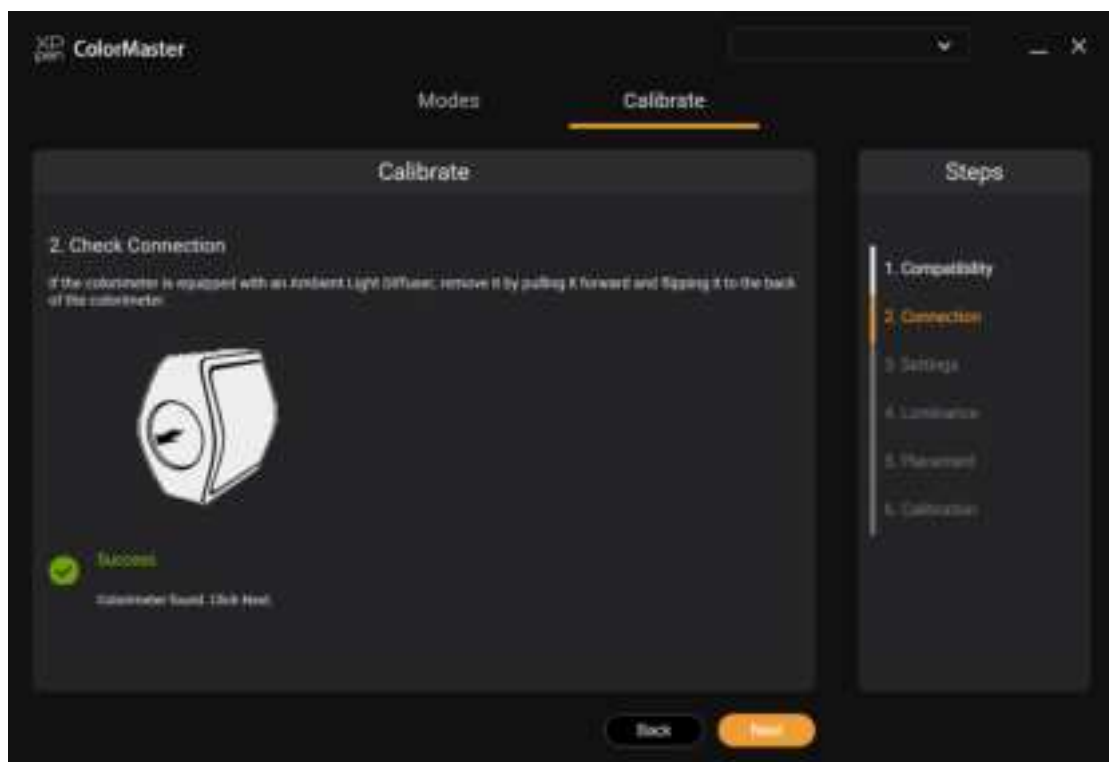 XP
pen ColorMaster
Modes Calibrate
Calibrate
2. Check Connection
If the colorimeter is equipped with an Ambient Light Diffuser, remove it by pulling it forward and flipping it to the back
of the colorimeter.
Success
Colorimeter found. Click Next.
Back Next
Steps
1. Compatibility
2. Connection
3. Settings
4. Luminance
5. Placement
6. Calibration